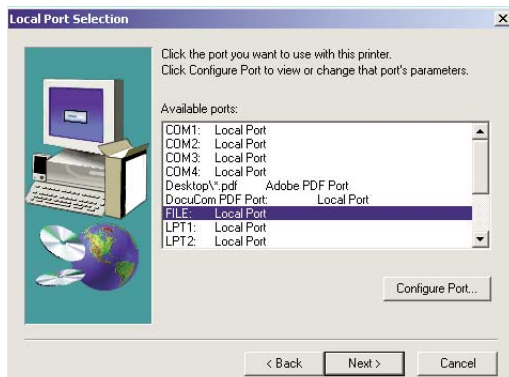 Local Port Selection
Click the port you want to use with this printer.
Click Configure Port to view or change that port's parameters.
Available ports:
COM1: Local Port
COM2: Local Port
COM3: Local Port
COM4: Local Port
Desktop\*.pdf Adobe PDF Port
DocuCom PDF Port: Local Port
FILE: Local Port
LPT1: Local Port
LPT2: Local Port
Configure Port...
< Back Next > Cancel